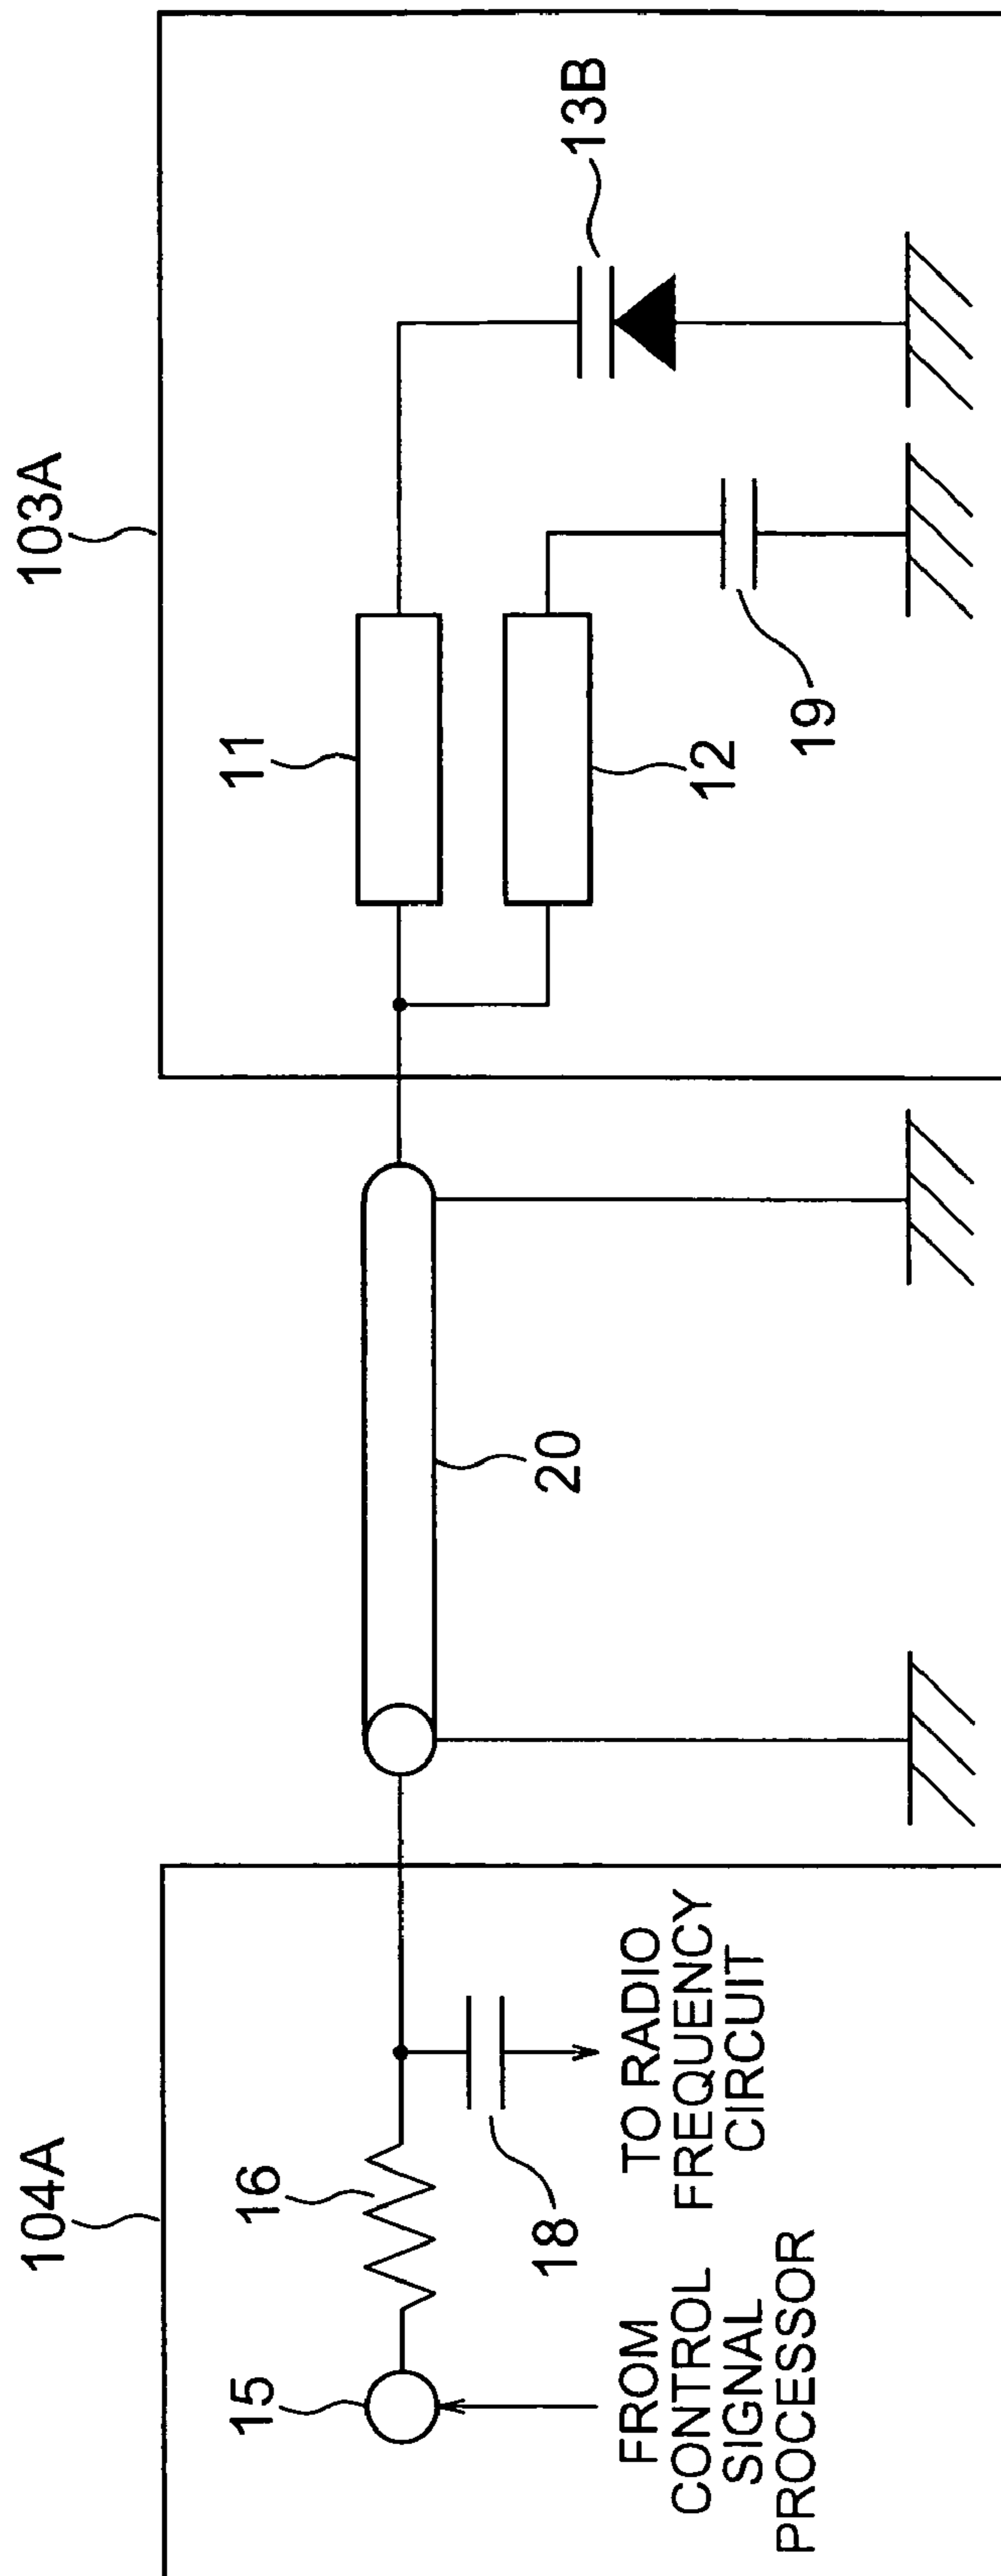 104A
103A
15
16
18
FROM
CONTROL
SIGNAL
PROCESSOR
TO RADIO
FREQUENCY
CIRCUIT
20
11
12
19
13B